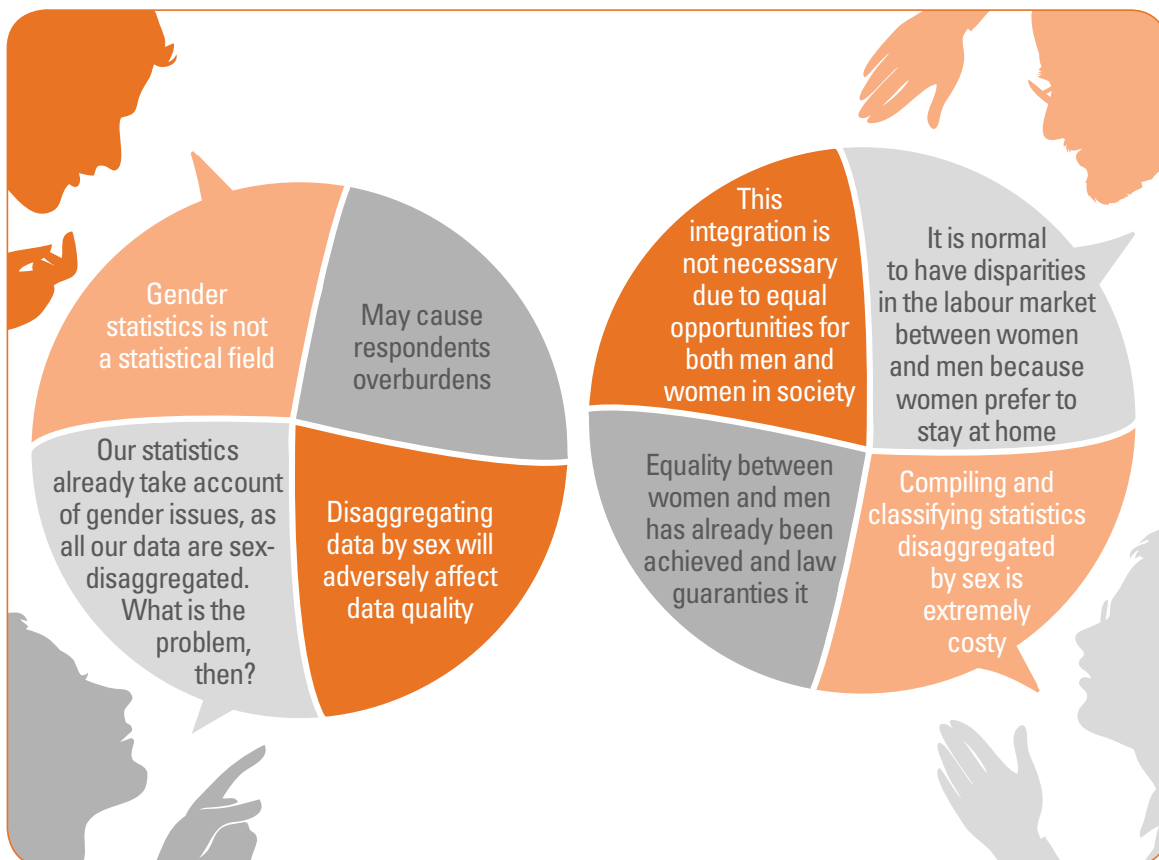 Gender
statistics is not
a statistical field
May cause
respondents
overburdens
Our statistics
already take account
of gender issues, as
all our data are sex-
disaggregated.
What is the
problem,
then?
Disaggregating
data by sex will
adversely affect
data quality
This
integration is
not necessary
due to equal
opportunities for
both men and
women in society
It is normal
to have disparities
in the labour market
between women
and men because
women prefer to
stay at home
Equality between
women and men
has already been
achieved and law
guaranties it
Compiling and
classifying statistics
disaggregated
by sex is
extremely
costy